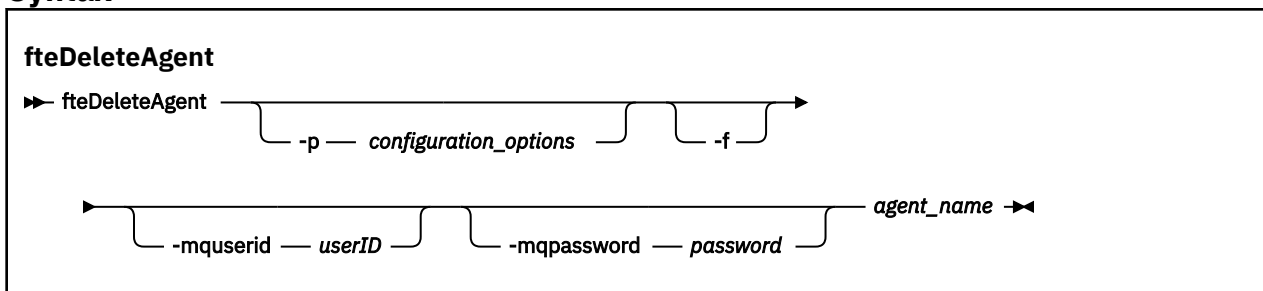 Syntax
fteDeleteAgent
fteDeleteAgent
-p configuration_options -f
agent_name
-mquserid userID -mqpassword password